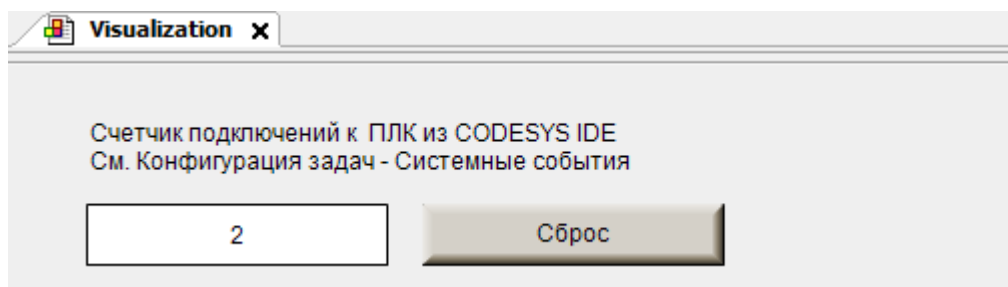 Visualization
Счетчик подключений к ПЛК из CODESYS IDE
См. Конфигурация задач - Системные события
2
Сброс